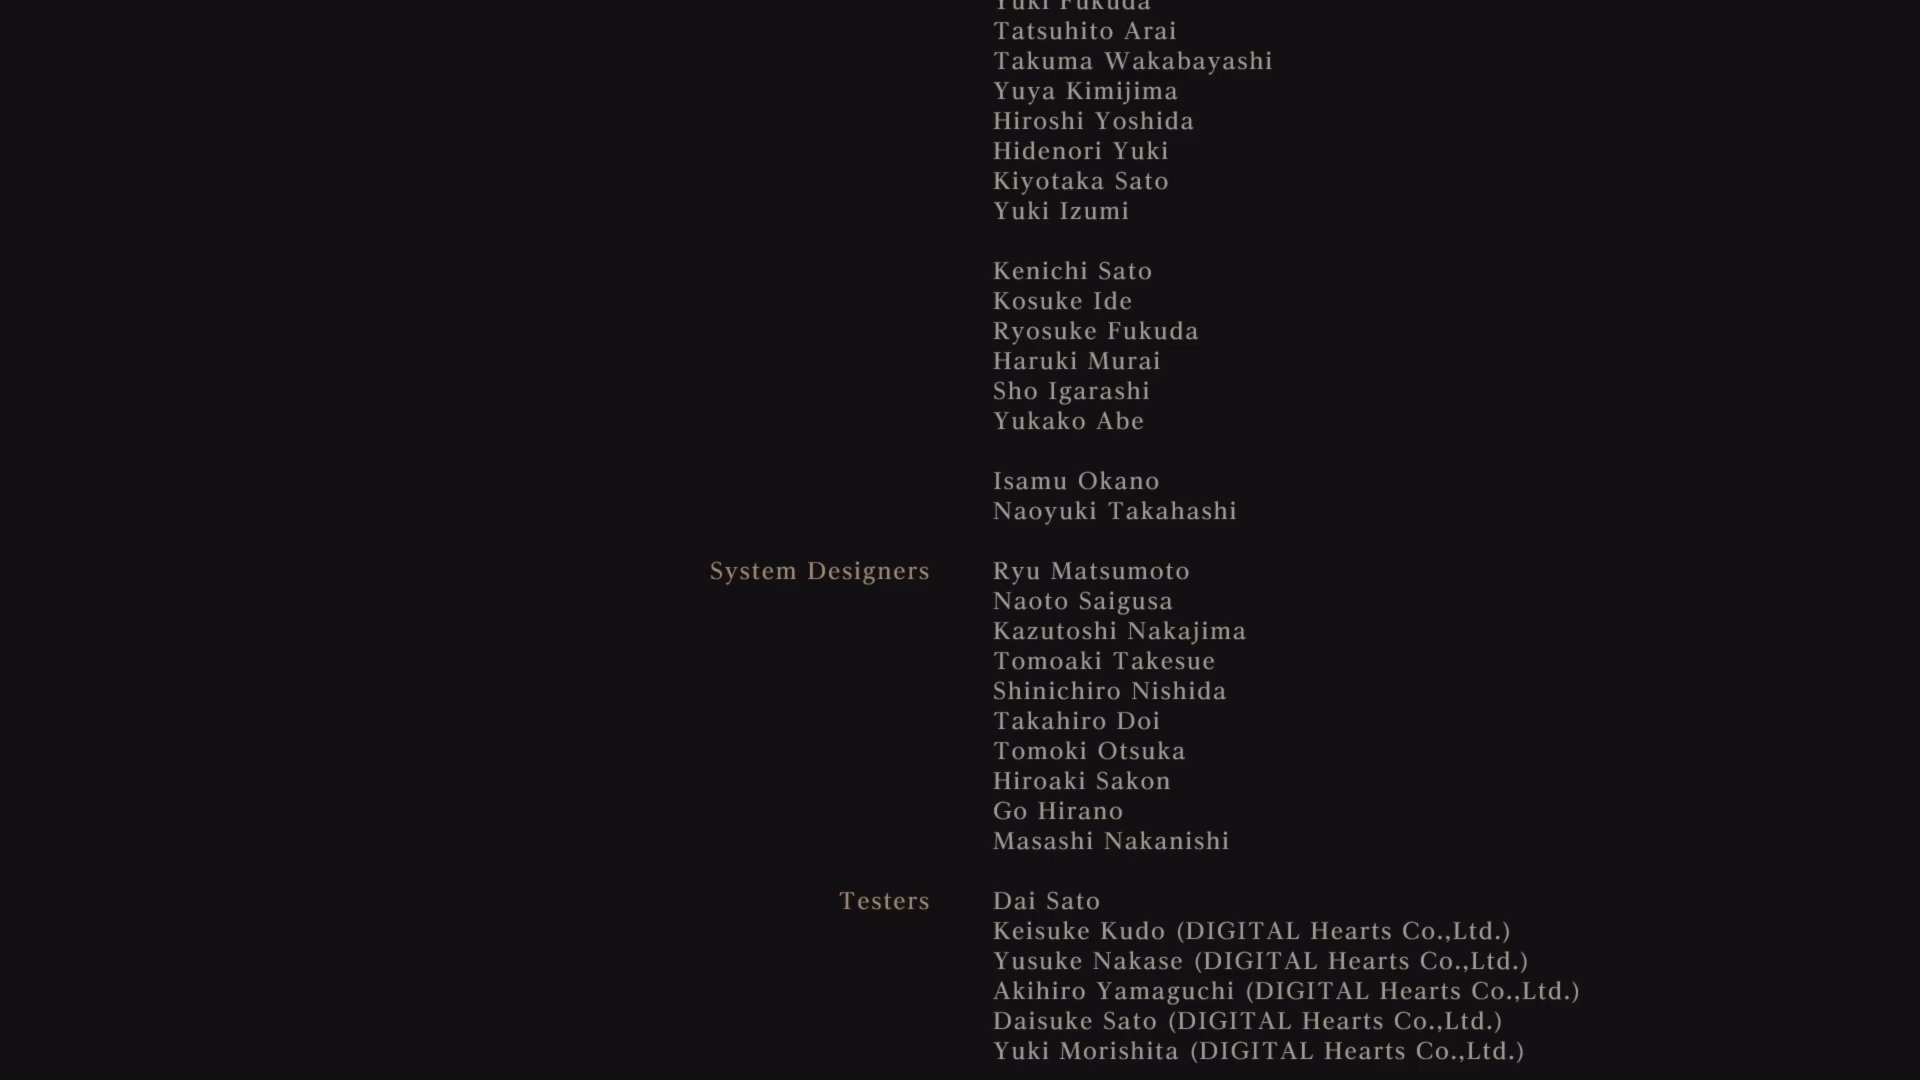 Yuki Fukuda
Tatsuhito Arai
Takuma Wakabayashi
Yuya Kimijima
Hiroshi Yoshida
Hidenori Yuki
Kiyotaka Sato
Yuki Izumi
Kenichi Sato
Kosuke Ide
Ryosuke Fukuda
Haruki Murai
Sho Igarashi
Yukako Abe
Isamu Okano
Naoyuki Takahashi
System Designers Ryu Matsumoto
Naoto Saigusa
Kazutoshi Nakajima
Tomoaki Takesue
Shinichiro Nishida
Takahiro Doi
Tomoki Otsuka
Hiroaki Sakon
Go Hirano
Masashi Nakanishi
Testers Dai Sato
Keisuke Kudo (DIGITAL Hearts Co.,Ltd.)
Yusuke Nakase (DIGITAL Hearts Co.,Ltd.)
Akihiro Yamaguchi (DIGITAL Hearts Co.,Ltd.)
Daisuke Sato (DIGITAL Hearts Co.,Ltd.)
Yuki Morishita (DIGITAL Hearts Co.,Ltd.)